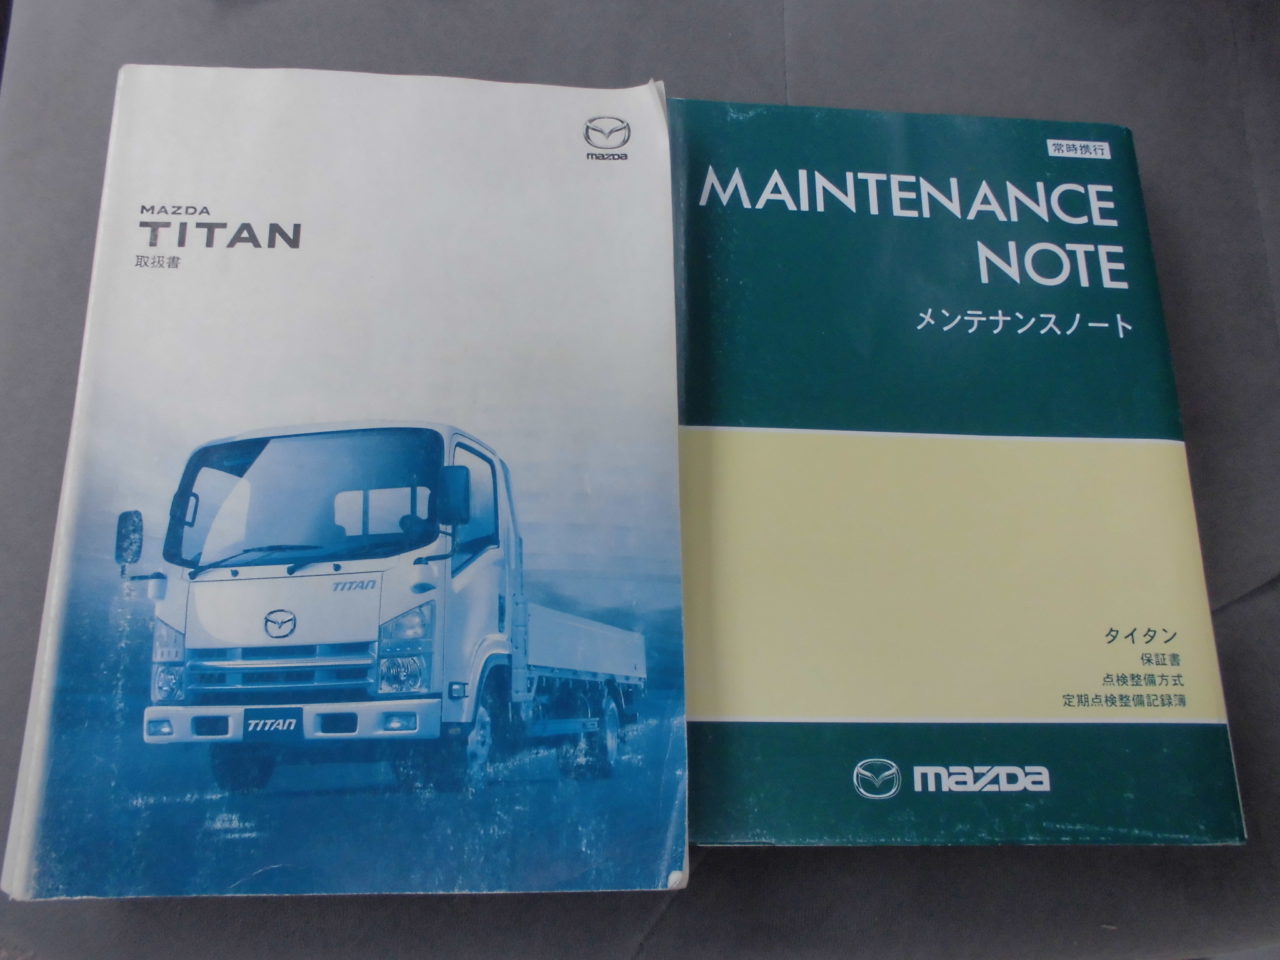 mazda
MAZDA
TITAN
取扱書
TITAN
TITAN
常時携行
MAINTENANCE
NOTE
メンテナンスノート
タイタン
保証書
点検整備方式
定期点検整備記録簿
mazda